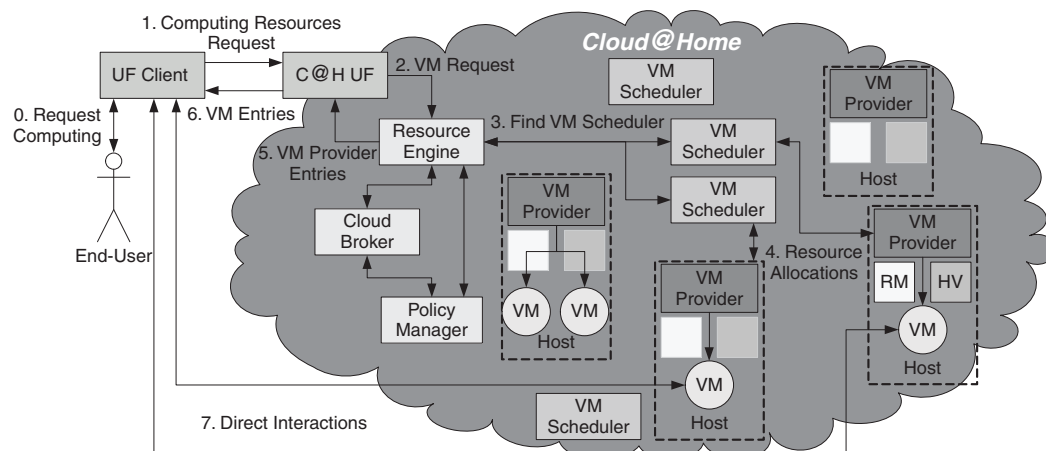 1. Computing Resources
Request
Cloud@Home
UF Client
C@H UF
2. VM Request
VM
Scheduler
VM
Provider
Host
0. Request
Computing
6. VM Entries
Resource
Engine
3. Find VM Scheduler
VM
Scheduler
5. VM Provider
Entries
VM
Scheduler
VM
Provider
Cloud
Broker
End-User
4. Resource
Allocations
VM
Provider
RM
HV
VM
Provider
Policy
Manager
VM
VM
Host
VM
Host
VM
Host
7. Direct Interactions
VM
Scheduler